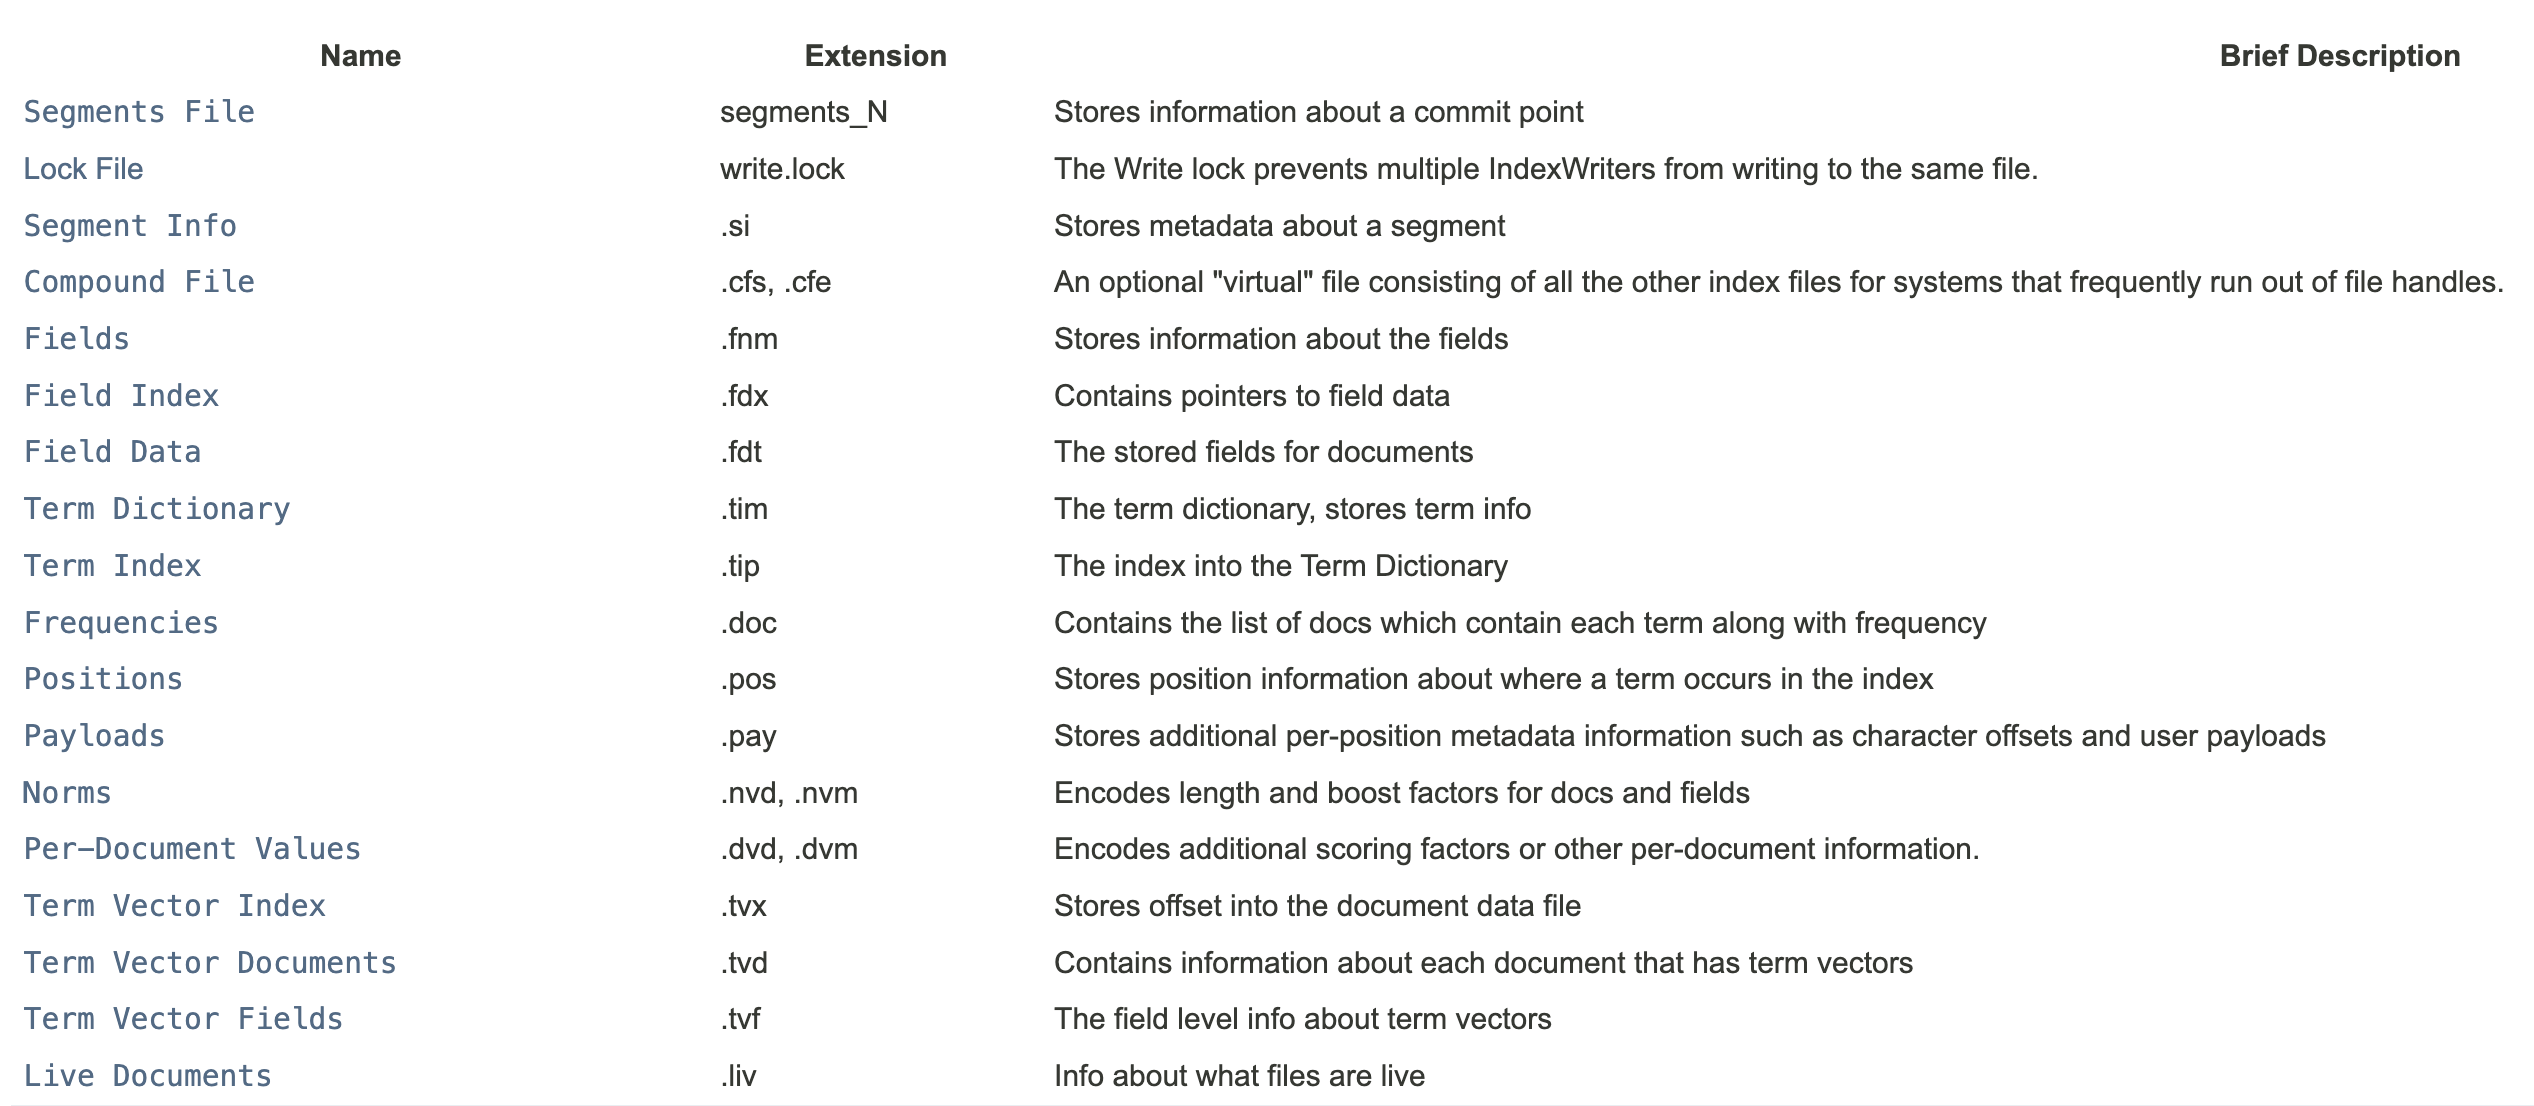 Name Extension Brief Description
Segments File segments_N Stores information about a commit point
Lock File write.lock The Write lock prevents multiple IndexWriters from writing to the same file.
Segment Info .si Stores metadata about a segment
Compound File .cfs, .cfe An optional "virtual" file consisting of all the other index files for systems that frequently run out of file handles.
Fields .fnm Stores information about the fields
Field Index .fdx Contains pointers to field data
Field Data .fdt The stored fields for documents
Term Dictionary .tim The term dictionary, stores term info
Term Index .tip The index into the Term Dictionary
Frequencies .doc Contains the list of docs which contain each term along with frequency
Positions .pos Stores position information about where a term occurs in the index
Payloads .pay Stores additional per-position metadata information such as character offsets and user payloads
Norms .nvd, .nvm Encodes length and boost factors for docs and fields
Per-Document Values .dvd, .dvm Encodes additional scoring factors or other per-document information.
Term Vector Index .tvx Stores offset into the document data file
Term Vector Documents .tvd Contains information about each document that has term vectors
Term Vector Fields .tvf The field level info about term vectors
Live Documents .liv Info about what files are live